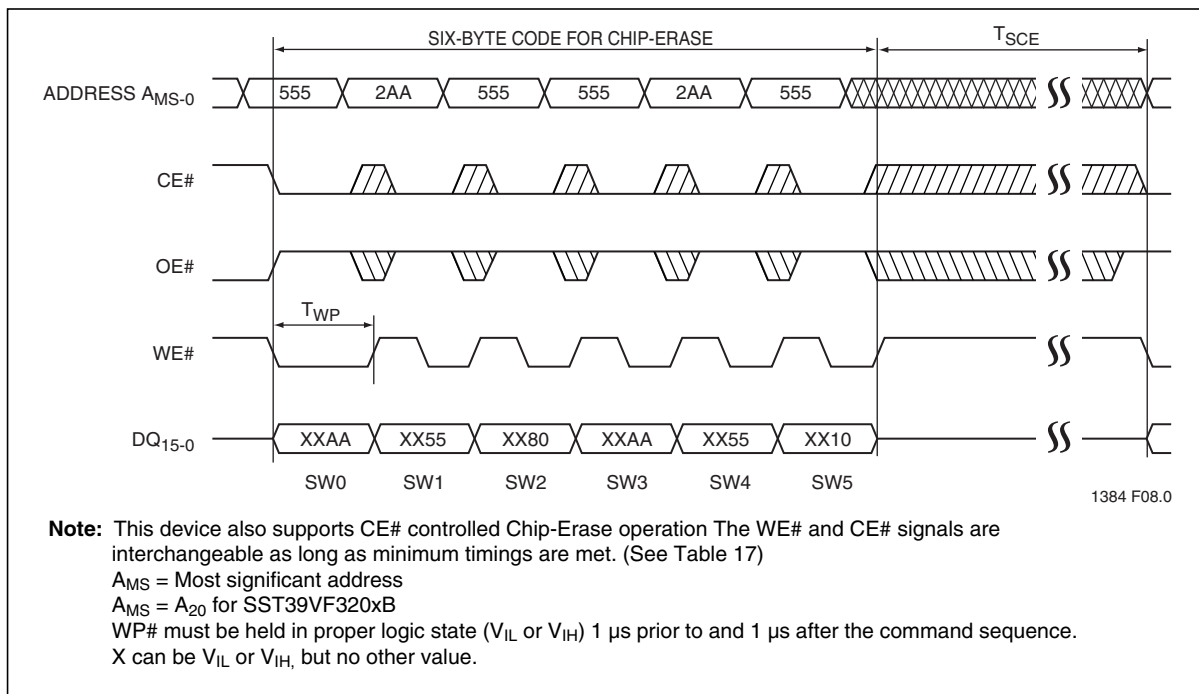 SIX-BYTE CODE FOR CHIP-ERASE TSCE
ADDRESS AMS-0 555 2AA 555 555 2AA 555
CE#
OE#
TWP
WE#
DQ15-0 XXAA XX55 XX80 XXAA XX55 XX10
SW0 SW1 SW2 SW3 SW4 SW5
1384 F08.0
Note: This device also supports CE# controlled Chip-Erase operation The WE# and CE# signals are
interchangeable as long as minimum timings are met. (See Table 17)
AMS = Most significant address
AMS = A20 for SST39VF320xB
WP# must be held in proper logic state (VIL or VIH) 1 µs prior to and 1 µs after the command sequence.
X can be VIL or VIH, but no other value.